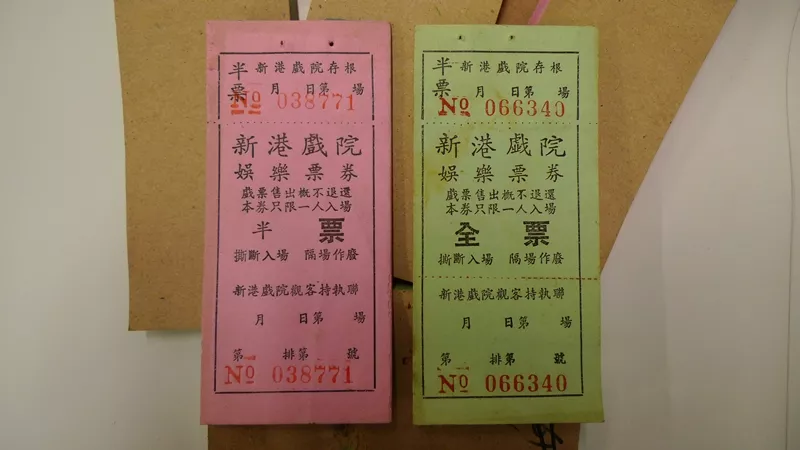 半票 新港戲院存根
月 日第 場
№ 038771
新港戲院
娛樂票券
戲票售出概不退還
本券只限一人入場
半 票
撕斷入場 隔場作廢
新港戲院觀客持執聯
月 日第 場
第 排第 號
№ 038771
半票 新港戲院存根
月 日第 場
№ 066340
新港戲院
娛樂票券
戲票售出概不退還
本券只限一人入場
全 票
撕斷入場 隔場作廢
新港戲院觀客持執聯
月 日第 場
第 排第 號
№ 066340